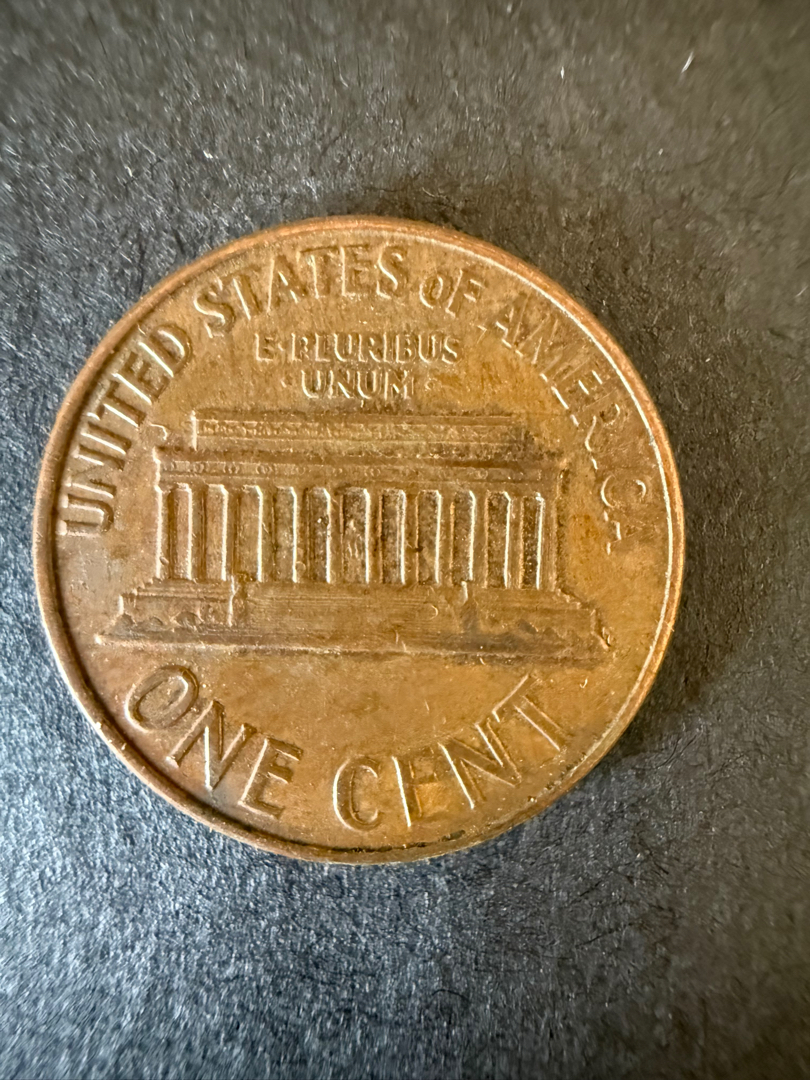 UNITED STATES OF AMERICA
E·PLURIBUS
·UNUM·
ONE CENT